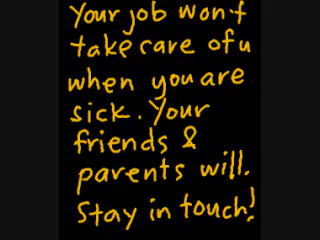 Your job won't
take care of u
when you are
sick. Your
friends &
parents will.
Stay in touch!